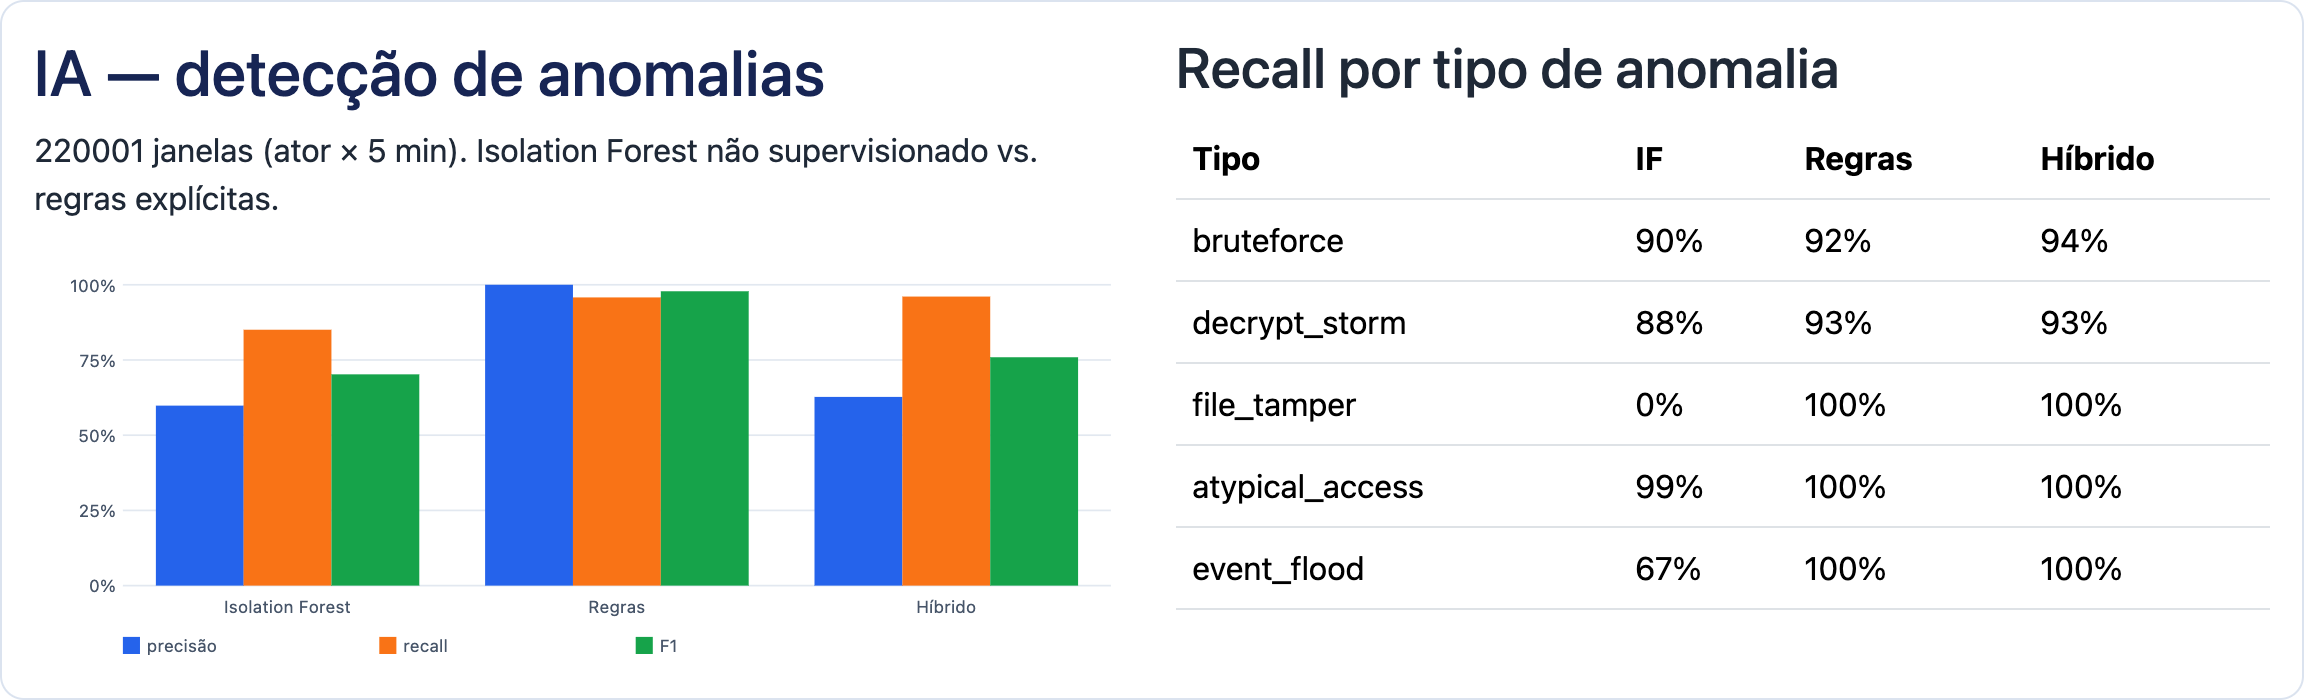 IA — detecção de anomalias
220001 janelas (ator × 5 min). Isolation Forest não supervisionado vs.
regras explícitas.
100%
75%
50%
25%
0%
Isolation Forest
Regras
Híbrido
precisão
recall
F1
Recall por tipo de anomalia
Tipo IF Regras Híbrido
bruteforce 90% 92% 94%
decrypt_storm 88% 93% 93%
file_tamper 0% 100% 100%
atypical_access 99% 100% 100%
event_flood 67% 100% 100%